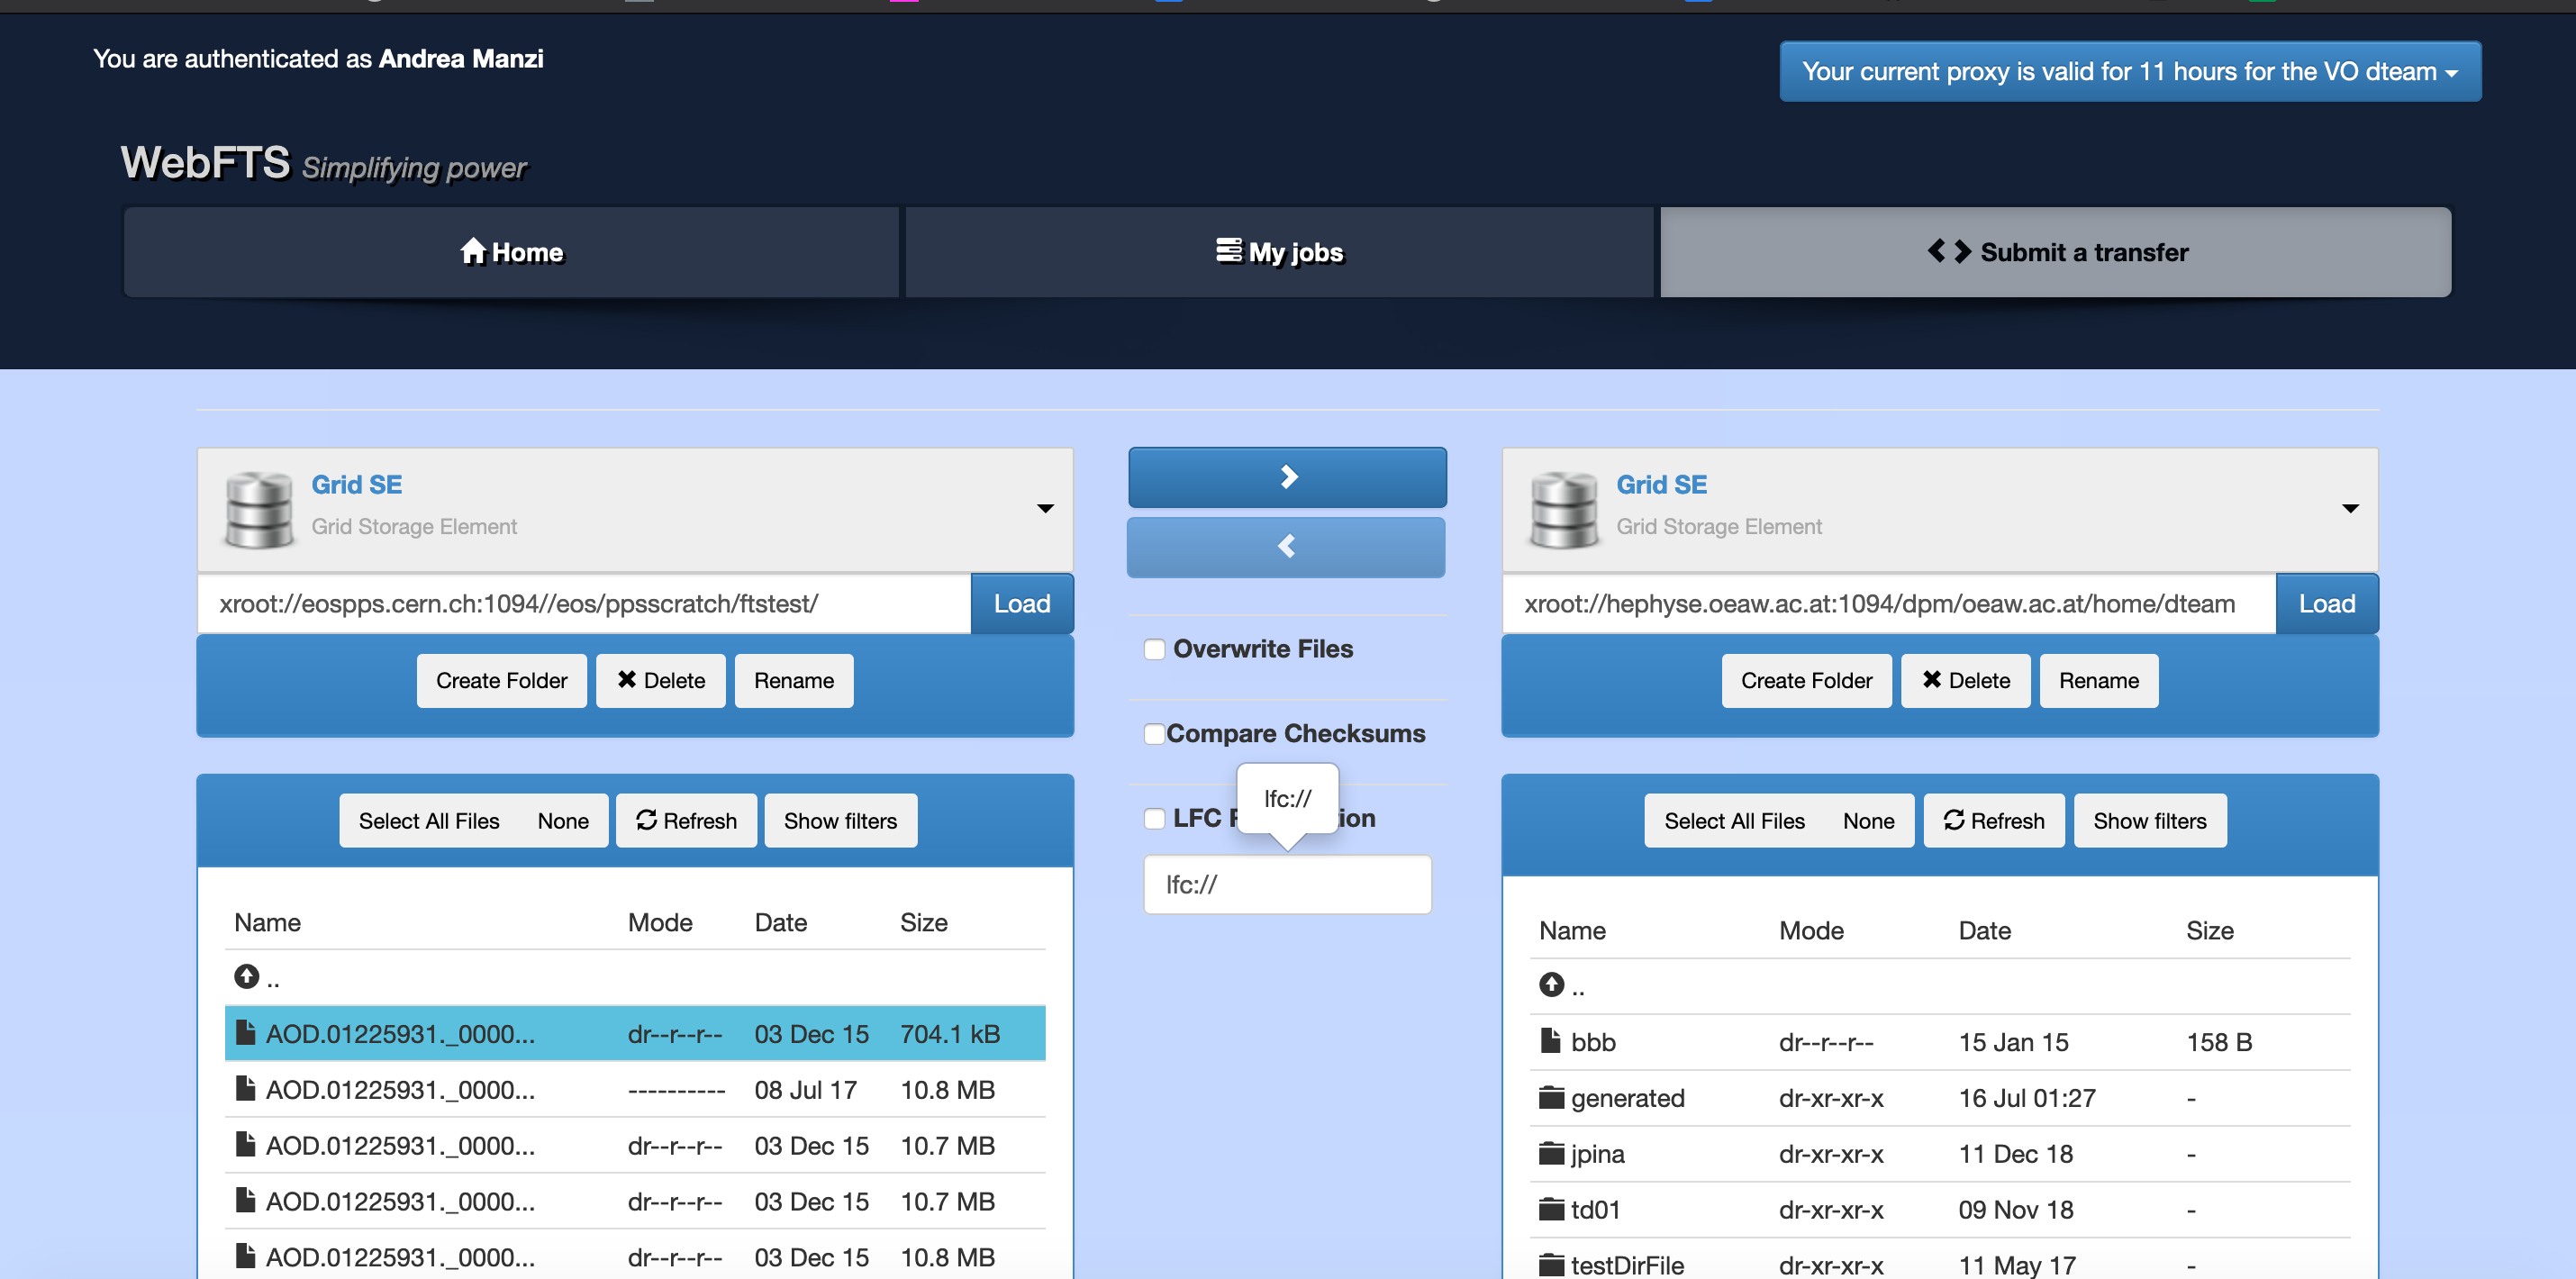 You are authenticated as Andrea Manzi
Your current proxy is valid for 11 hours for the VO dteam
WebFTS Simplifying power
Home
My jobs
Submit a transfer
Grid SE
Grid Storage Element
xroot://eospps.cern.ch:1094//eos/ppsscratch/ftstest/
Load
Create Folder
Delete
Rename
Select All Files
None
Refresh
Show filters
Name Mode Date Size
..
AOD.01225931._0000... dr--r--r-- 03 Dec 15 704.1 kB
AOD.01225931._0000... ---------- 08 Jul 17 10.8 MB
AOD.01225931._0000... dr--r--r-- 03 Dec 15 10.7 MB
AOD.01225931._0000... dr--r--r-- 03 Dec 15 10.7 MB
AOD.01225931._0000... dr--r--r-- 03 Dec 15 10.8 MB
Overwrite Files
Compare Checksums
lfc://
LFC
lfc://
Grid SE
Grid Storage Element
xroot://hephyse.oeaw.ac.at:1094/dpm/oeaw.ac.at/home/dteam
Load
Create Folder
Delete
Rename
Select All Files
None
Refresh
Show filters
Name Mode Date Size
..
bbb dr--r--r-- 15 Jan 15 158 B
generated dr-xr-xr-x 16 Jul 01:27 -
jpina dr-xr-xr-x 11 Dec 18 -
td01 dr-xr-xr-x 09 Nov 18 -
testDirFile dr-xr-xr-x 11 May 17 -